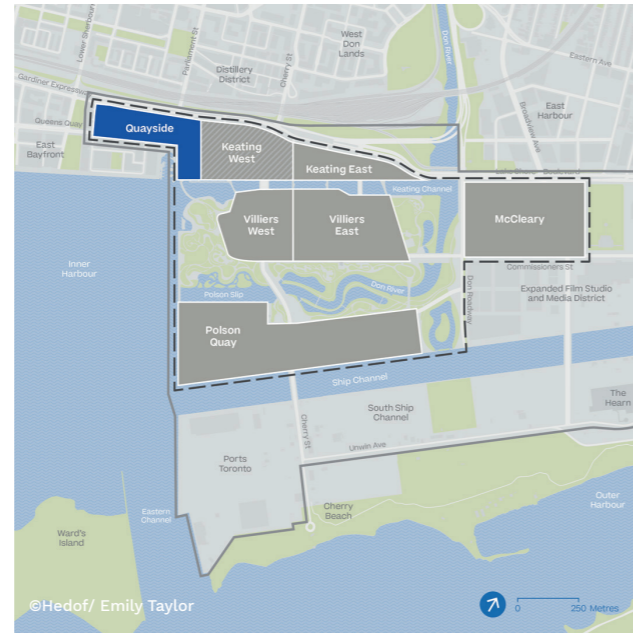 Lower Sherbourne
Parliament St
Cherry St
West
Don
Lands
Don River
Eastern Ave
Distillery
District
Gardiner Expressway
Broadview Ave
East
Harbour
Queens Quay
Quayside
East
Bayfront
Keating
West
Keating East
Keating Channel
Villiers
West
Villiers
East
McCleary
Inner
Harbour
Commissioners St
Polson Slip
Don River
Don Roadway
Expanded Film Studio
and Media District
Polson
Quay
Ship Channel
South Ship
Channel
The
Hearn
Cherry St
Unwin Ave
Ports
Toronto
Outer
Harbour
Eastern
Channel
Cherry
Beach
Ward's
Island
©Hedof/ Emily Taylor
0 250 Metres